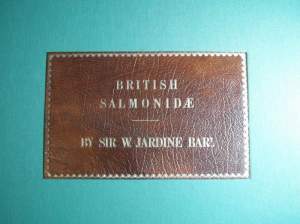 BRITISH
SALMONIDÆ
BY SIR W. JARDINE BART.